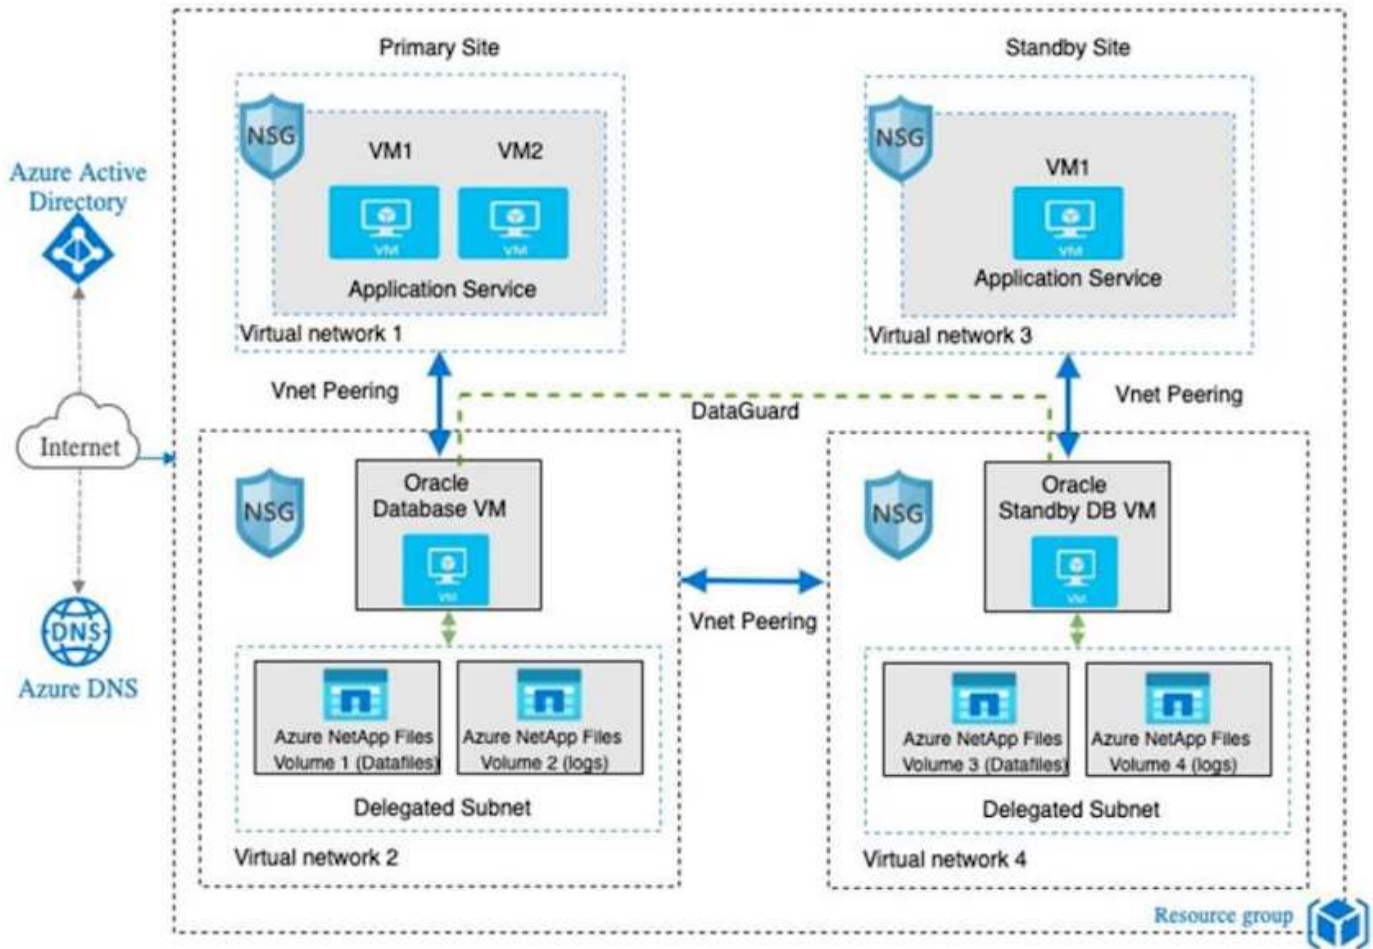 Primary Site
Standby Site
NSG
VM1
VM2
VM
VM
Application Service
Virtual network 1
NSG
VM1
VM
Application Service
Virtual network 3
Azure Active
Directory
Internet
DNS
Azure DNS
Vnet Peering
DataGuard
Vnet Peering
NSG
Oracle
Database VM
VM
Vnet Peering
NSG
Oracle
Standby DB VM
VM
Azure NetApp Files
Volume 1 (Datafiles)
Azure NetApp Files
Volume 2 (logs)
Delegated Subnet
Virtual network 2
Azure NetApp Files
Volume 3 (Datafiles)
Azure NetApp Files
Volume 4 (logs)
Delegated Subnet
Virtual network 4
Resource group